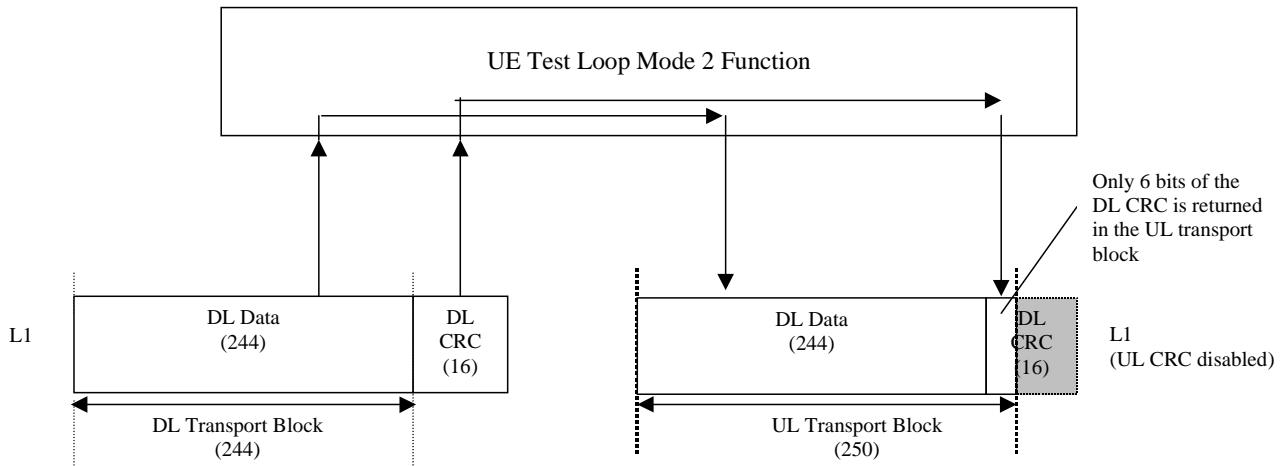 UE Test Loop Mode 2 Function
Only 6 bits of the
DL CRC is returned
in the UL transport
block
L1
DL Data
(244)
DL
CRC
(16)
DL Data
(244)
DL
CRC
(16)
L1
(UL CRC disabled)
DL Transport Block
(244)
UL Transport Block
(250)